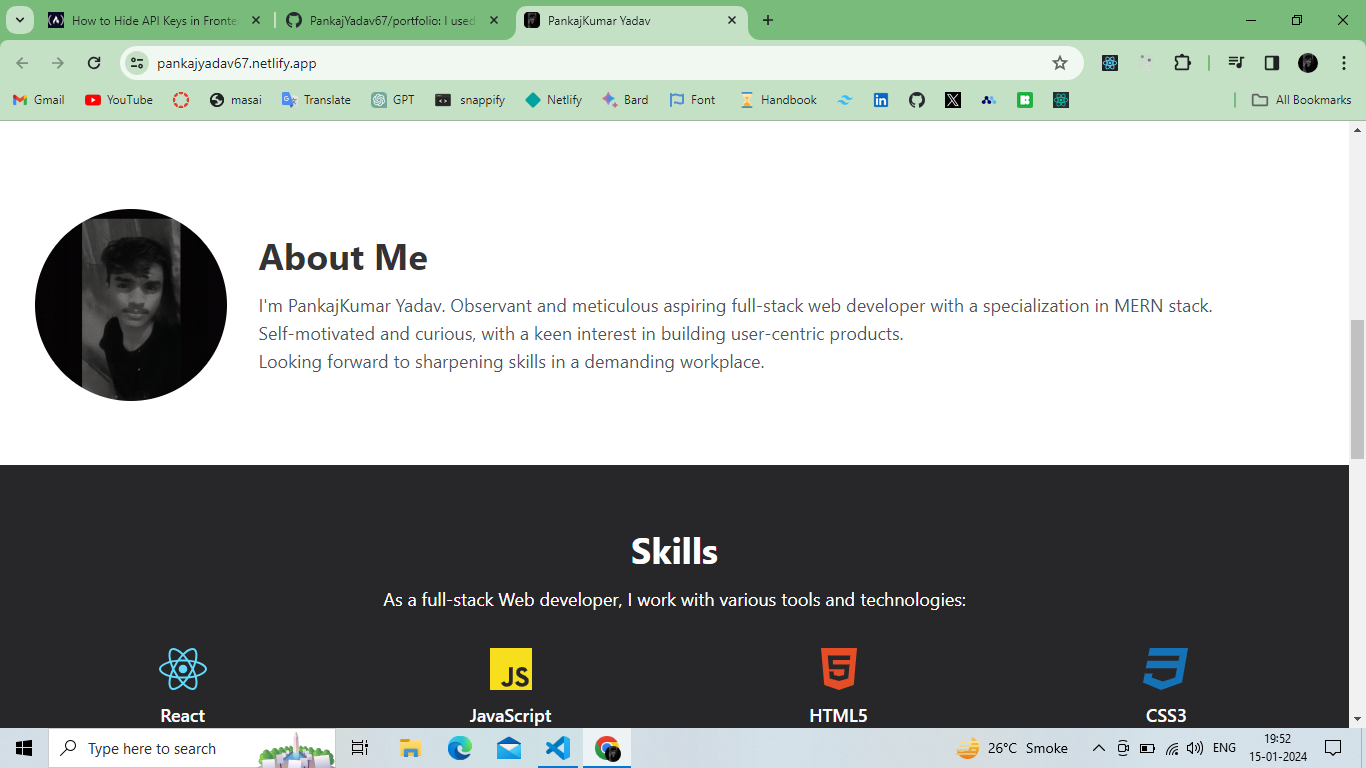 How to Hide API Keys in Fronte
PankajYadav67/portfolio: I used
PankajKumar Yadav
pankajyadav67.netlify.app
Gmail
YouTube
masai
Translate
GPT
snappify
Netlify
Bard
Font
Handbook
All Bookmarks
About Me
I'm PankajKumar Yadav. Observant and meticulous aspiring full-stack web developer with a specialization in MERN stack.
Self-motivated and curious, with a keen interest in building user-centric products.
Looking forward to sharpening skills in a demanding workplace.
Skills
As a full-stack Web developer, I work with various tools and technologies:
JS
React
JavaScript
HTML5
CSS3
Type here to search
26°C Smoke
ENG
19:52
15-01-2024